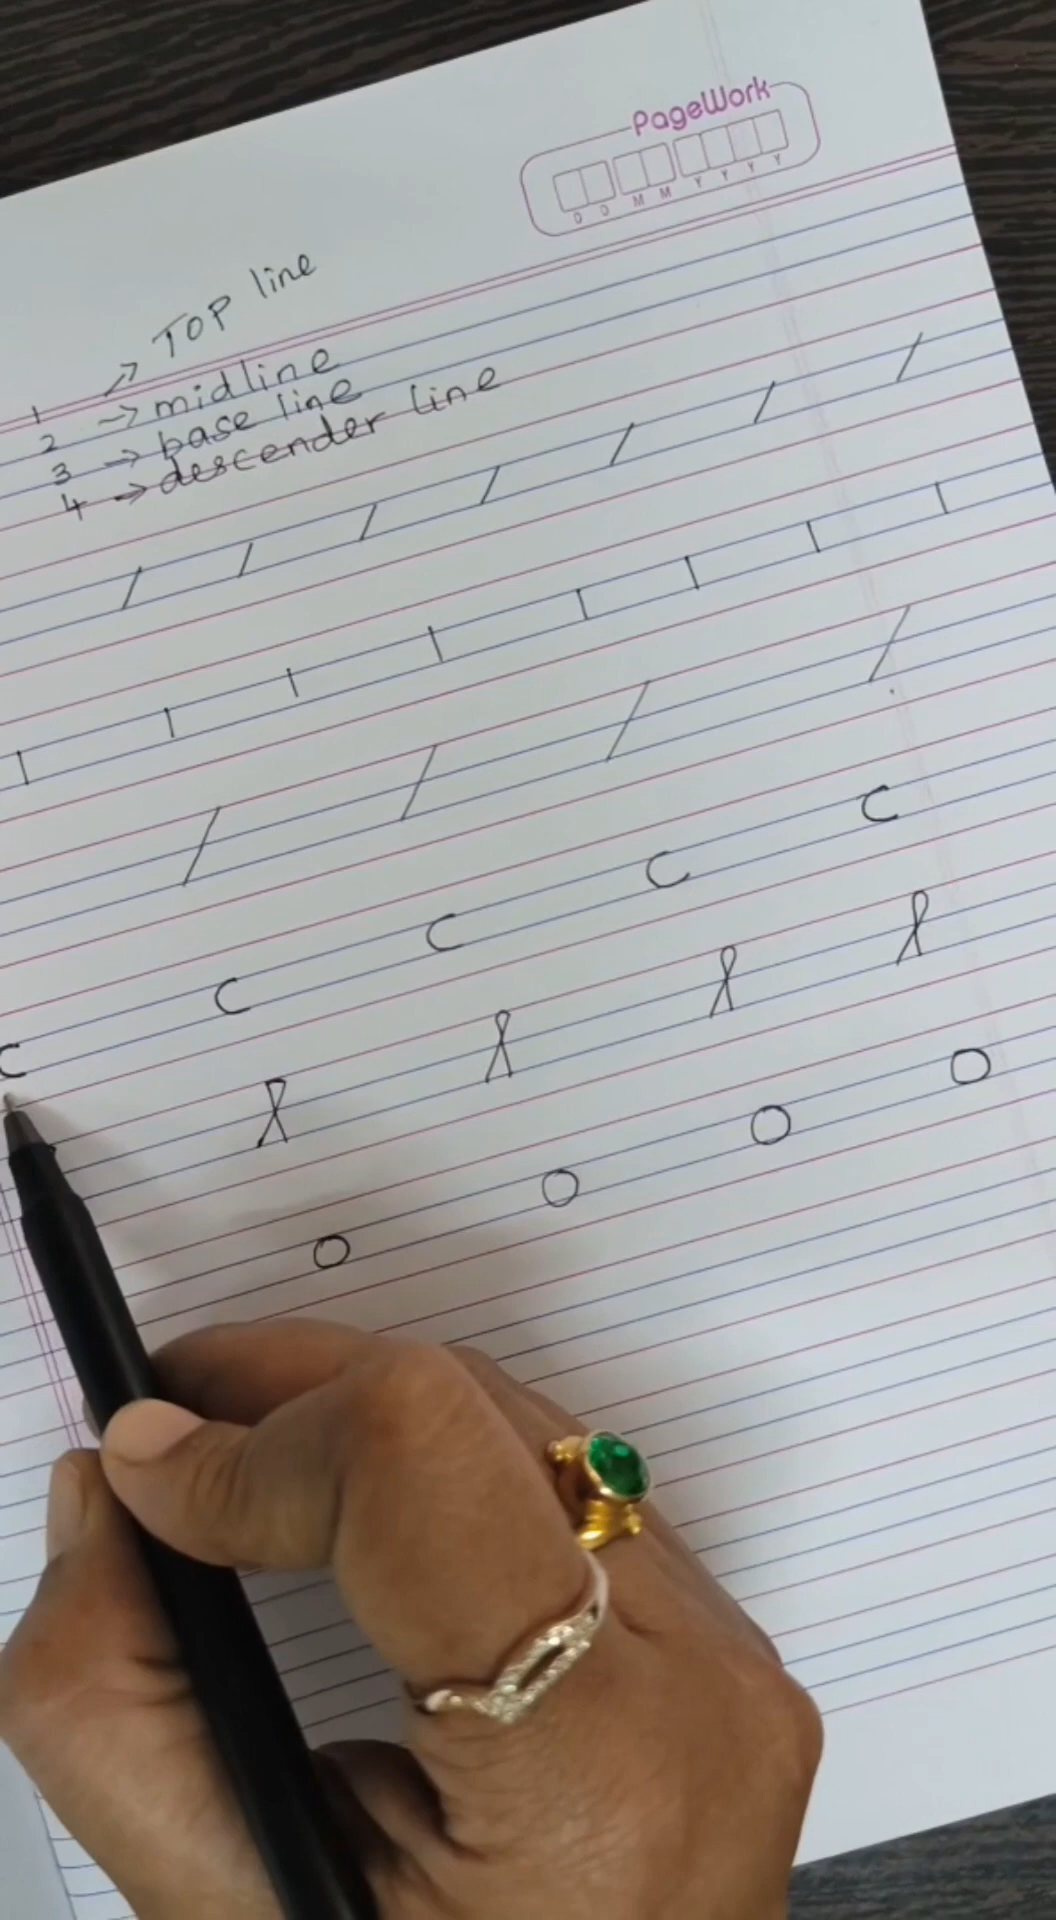 PageWork
D D M M Y Y Y Y
1 → TOP line
2 → midline
3 → base line
4 → descender line
/ / / / / / /
| | | | | | | |
/ / / /
C C C C C
ℓ ℓ ℓ ℓ
O O O O